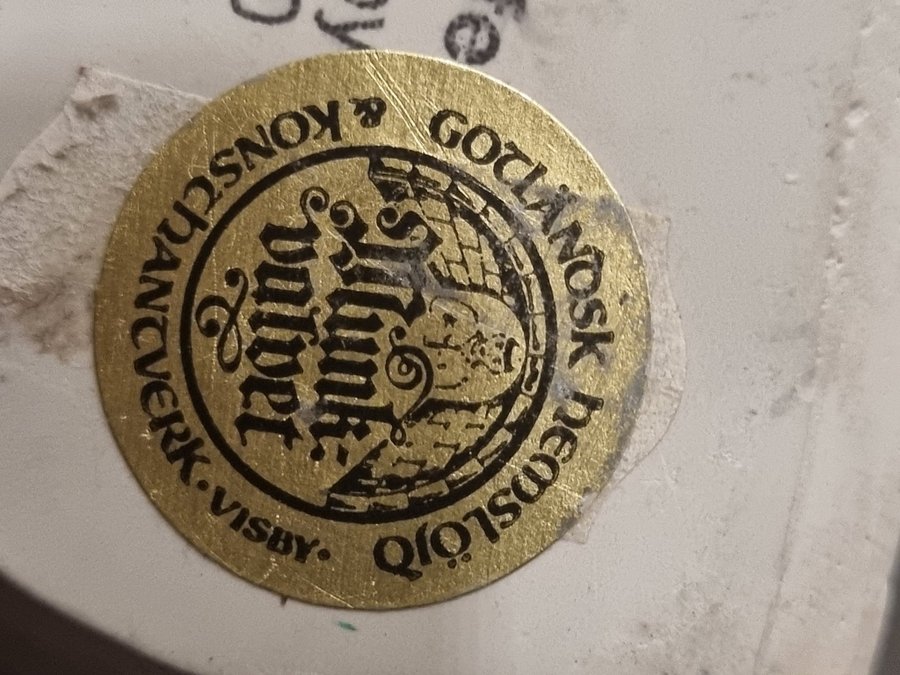 GOTLÄNDSK HEMSLÖJD
& KONSTHANTVERK · VISBY ·
Munk-
valvet